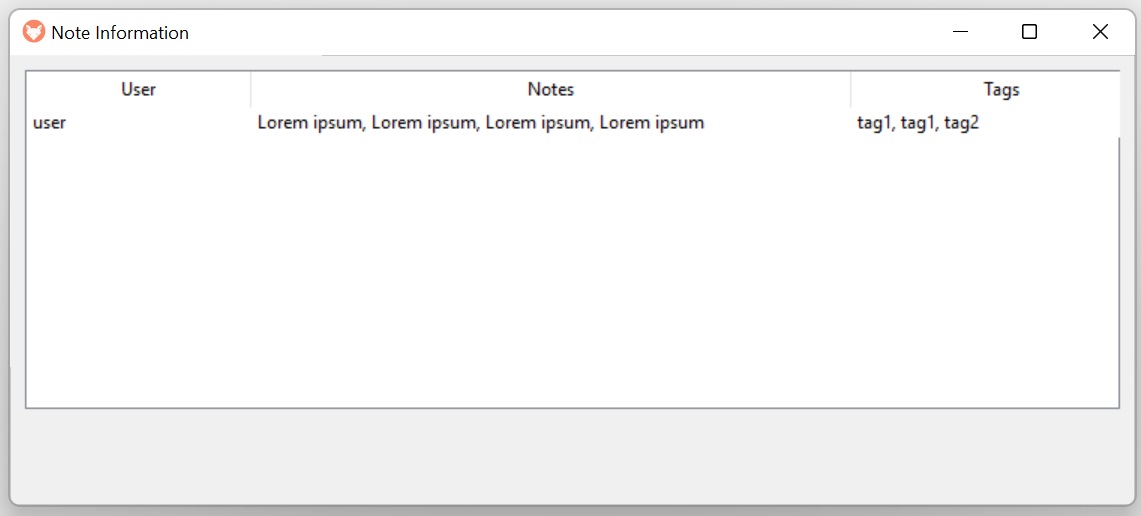 Note Information
User Notes Tags
user Lorem ipsum, Lorem ipsum, Lorem ipsum, Lorem ipsum tag1, tag1, tag2